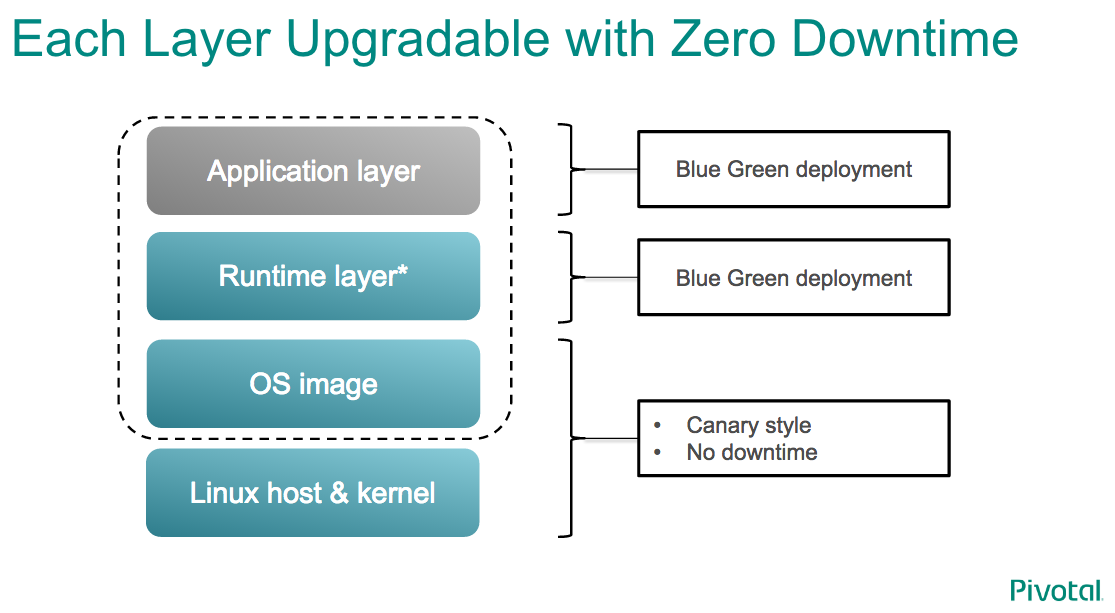 Each Layer Upgradable with Zero Downtime
Application layer
Blue Green deployment
Runtime layer*
Blue Green deployment
OS image
• Canary style
• No downtime
Linux host & kernel
Pivotal